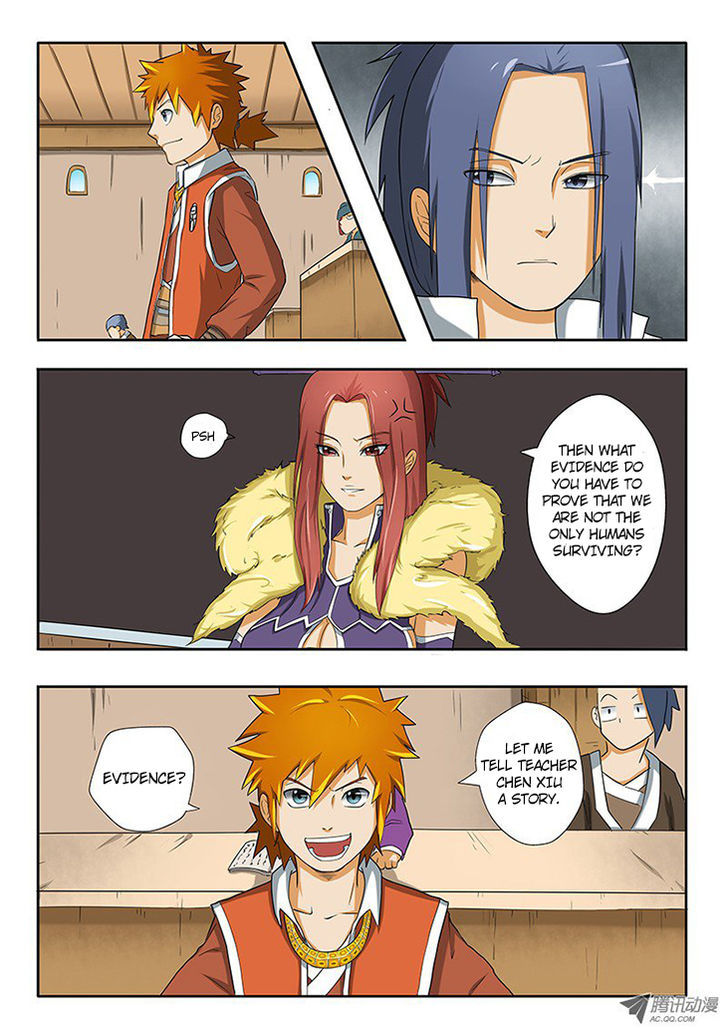 PSH
THEN WHAT
EVIDENCE DO
YOU HAVE TO
PROVE THAT WE
ARE NOT THE
ONLY HUMANS
SURVIVING?
EVIDENCE?
LET ME
TELL TEACHER
CHEN XIU
A STORY.
腾讯动漫
AC.QQ.COM